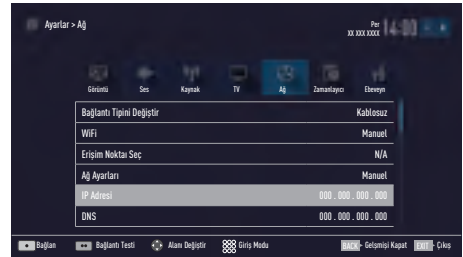 Ayarlar > Ağ
Per
xx xxx xxxx 14:00
Görüntü Ses Kaynak TV Ağ Zamanlayıcı Ebeveyn
Bağlantı Tipini Değiştir Kablosuz
WiFi Manuel
Erişim Noktaı Seç N/A
Ağ Ayarları Manuel
IP Adresi 000 . 000 . 000 . 000
DNS 000 . 000 . 000 . 000
Bağlan Bağlantı Testi Alanı Değiştir Giriş Modu BACK - Gelşmişi Kapat EXIT - Çıkış